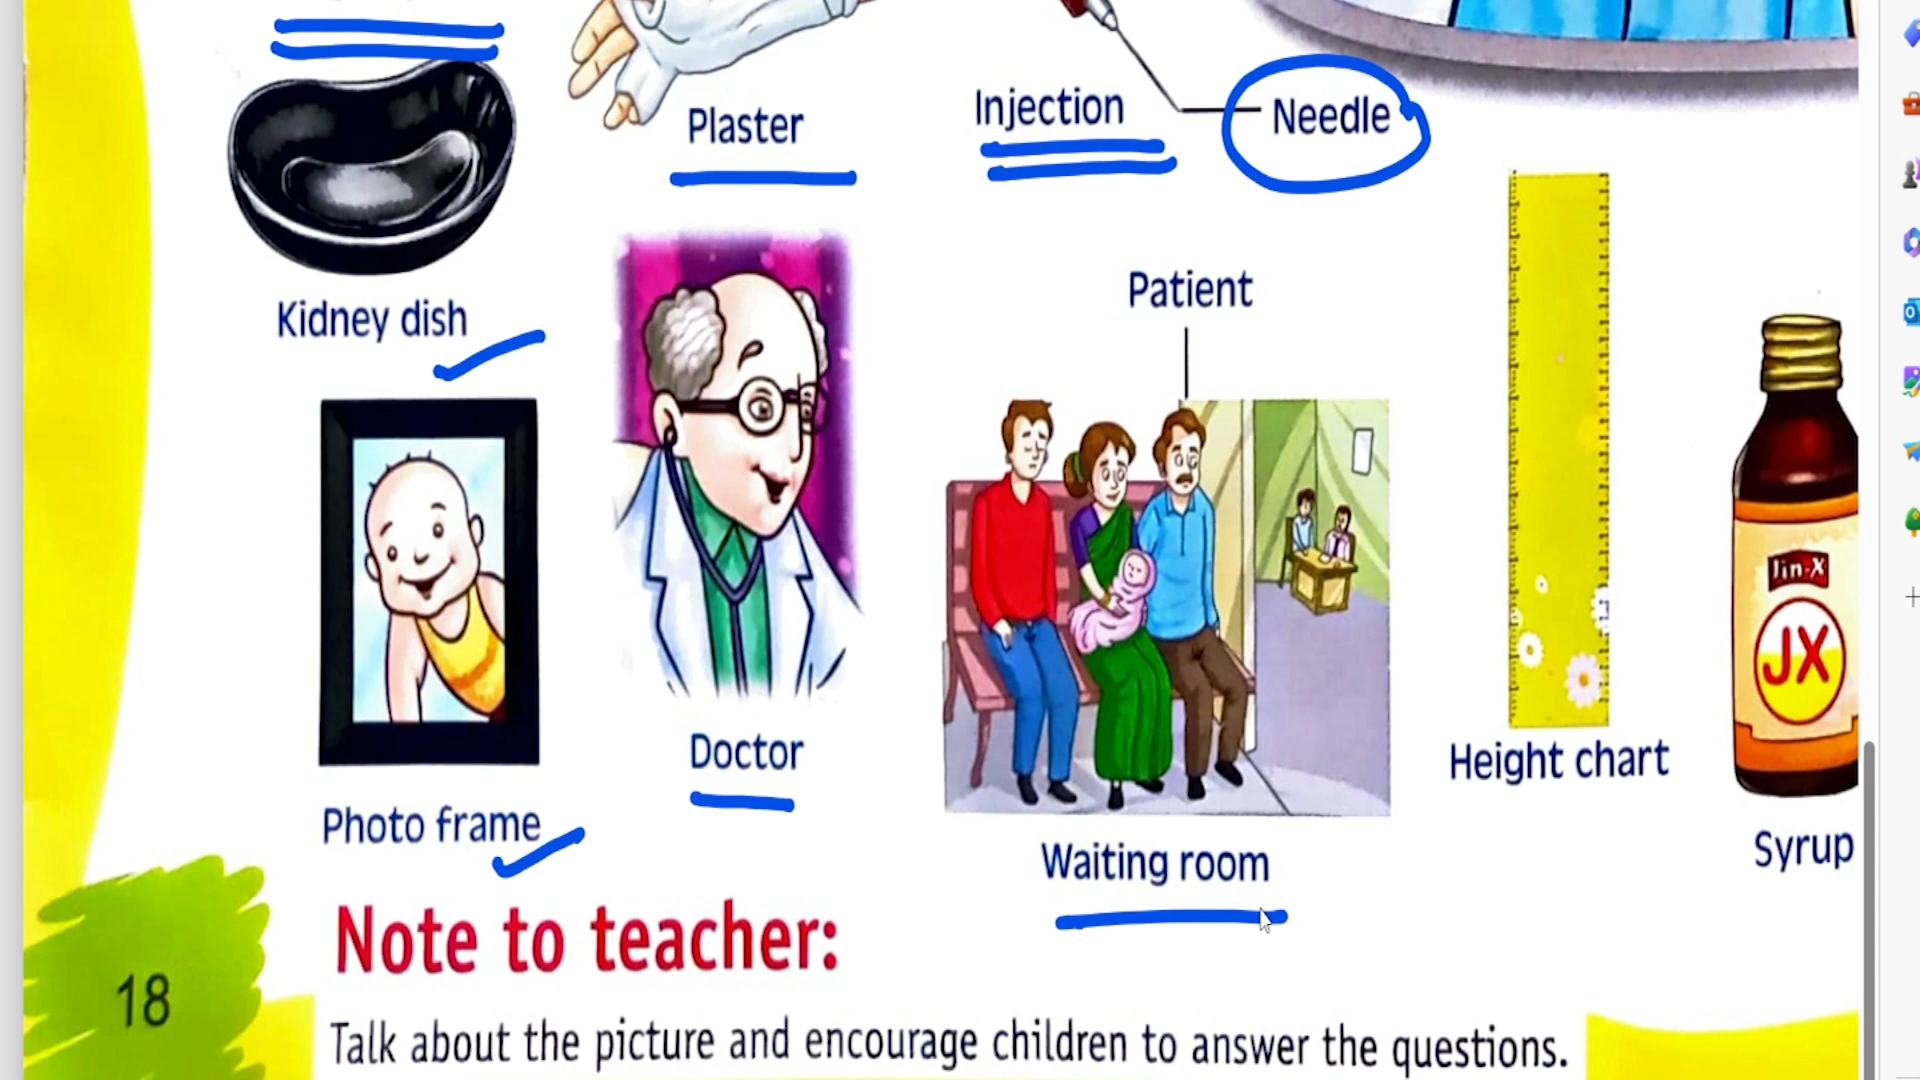 Plaster
Injection
Needle
Kidney dish
Patient
Photo frame
Doctor
Waiting room
Height chart
Jin-X
JX
Syrup
Note to teacher:
Talk about the picture and encourage children to answer the questions.
18